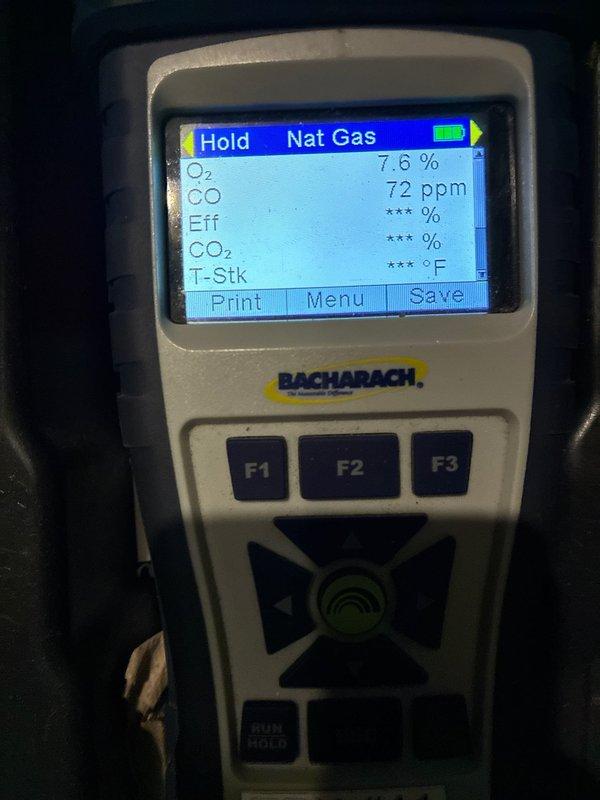 Hold Nat Gas
O₂ 7.6 %
CO 72 ppm
Eff *** %
CO₂ *** %
T-Stk *** °F
Print Menu Save
BACHARACH®
F1 F2 F3
RUN
HOLD